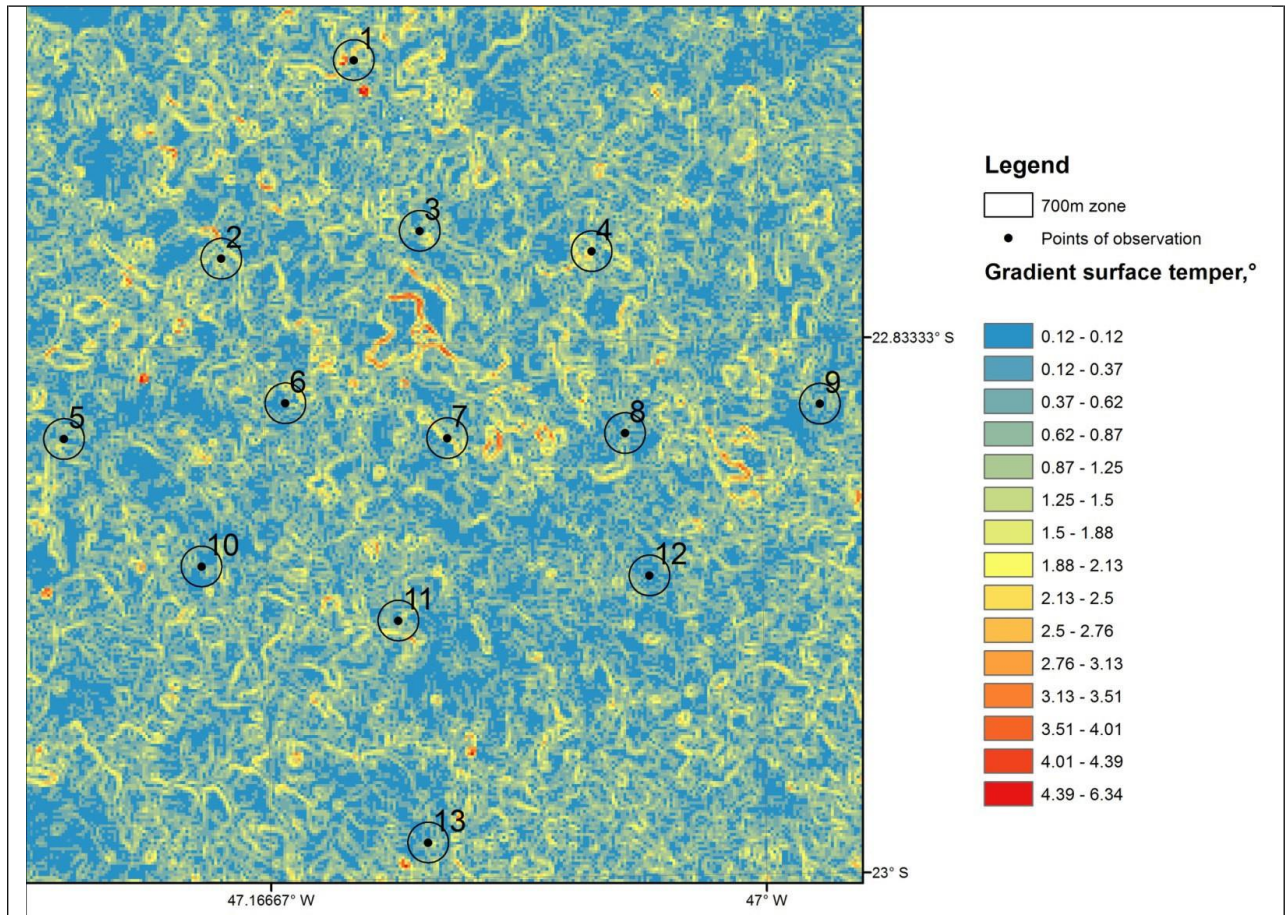 1
2
3
4
5
6
7
8
9
10
11
12
13
22.83333° S
23° S
47.16667° W
47° W
Legend
700m zone
Points of observation
Gradient surface temper,°
0.12 - 0.12
0.12 - 0.37
0.37 - 0.62
0.62 - 0.87
0.87 - 1.25
1.25 - 1.5
1.5 - 1.88
1.88 - 2.13
2.13 - 2.5
2.5 - 2.76
2.76 - 3.13
3.13 - 3.51
3.51 - 4.01
4.01 - 4.39
4.39 - 6.34